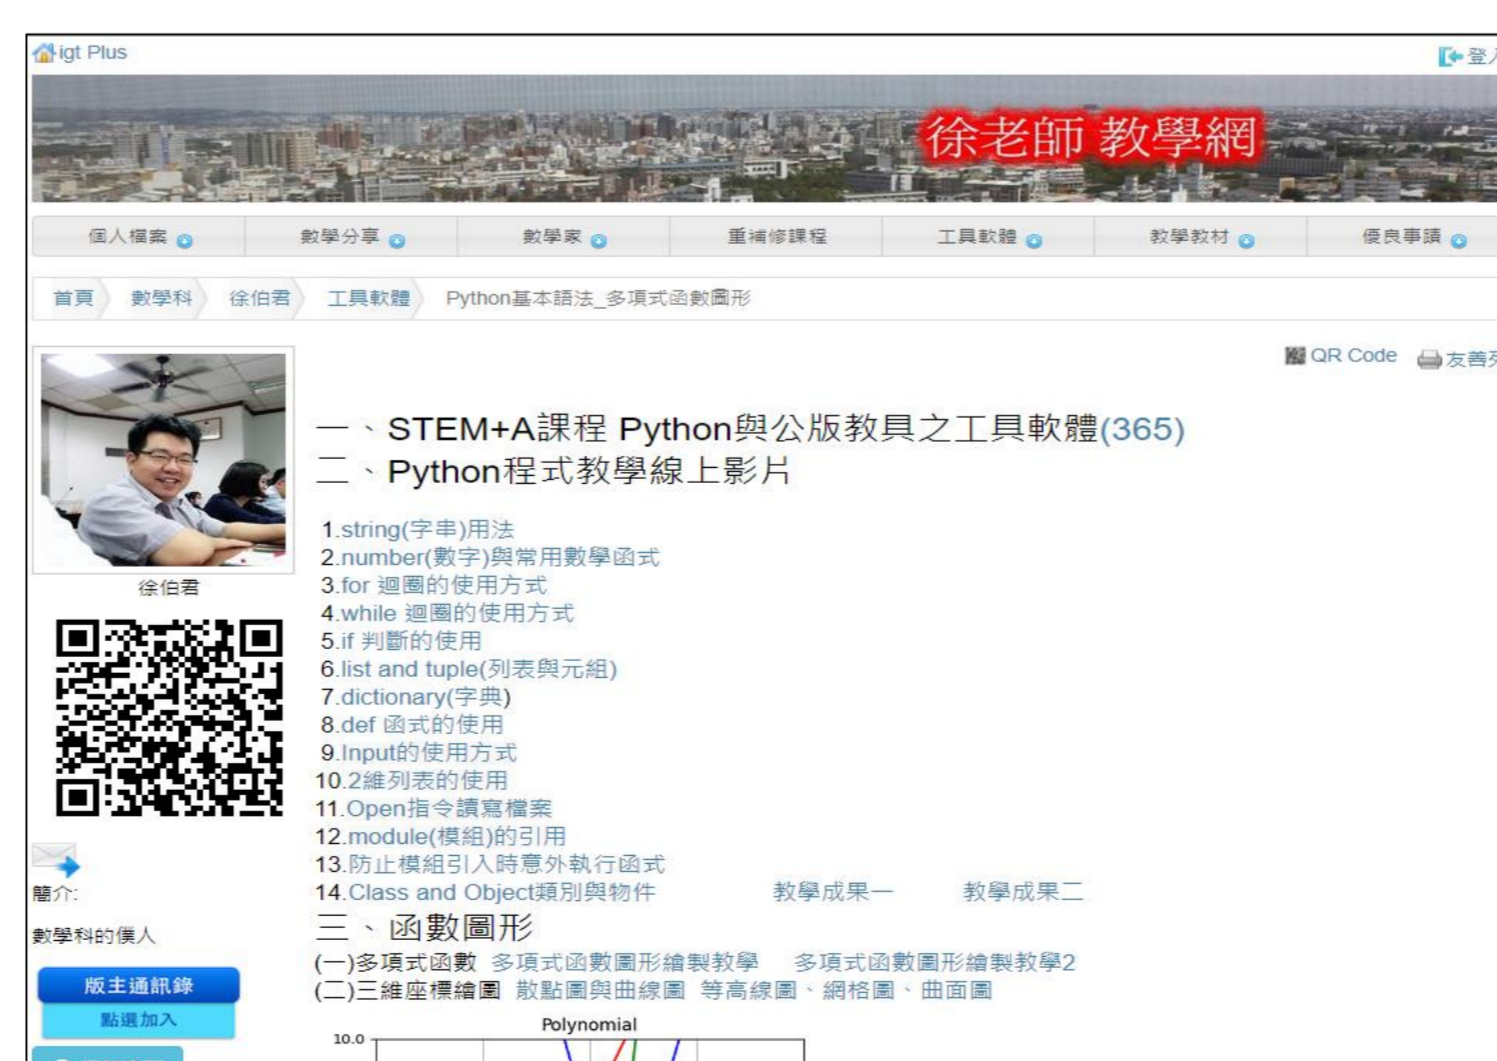 igt Plus
登入
徐老師 教學網
個人檔案 數學分享 數學家 重補修課程 工具軟體 教學教材 優良事蹟
首頁 數學科 徐伯君 工具軟體 Python基本語法_多項式函數圖形
QR Code 友善列
一、STEM+A課程 Python與公版教具之工具軟體(365)
二、Python程式教學線上影片
1.string(字串)用法
2.number(數字)與常用數學函式
3.for 迴圈的使用方式
4.while 迴圈的使用方式
5.if 判斷的使用
6.list and tuple(列表與元組)
7.dictionary(字典)
8.def 函式的使用
9.Input的使用方式
10.2維列表的使用
11.Open指令讀寫檔案
12.module(模組)的引用
13.防止模組引入時意外執行函式
14.Class and Object類別與物件 教學成果一 教學成果二
三、函數圖形
(一)多項式函數 多項式函數圖形繪製教學 多項式函數圖形繪製教學2
(二)三維座標繪圖 散點圖與曲線圖 等高線圖、網格圖、曲面圖
Polynomial
10.0
徐伯君
簡介:
數學科的僕人
版主通訊錄
點選加入